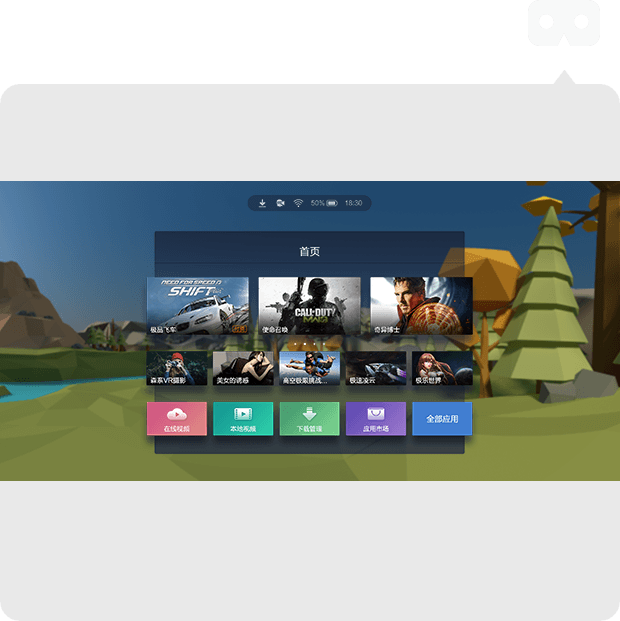 50% 18:30
首页
NEED FOR SPEED
SHIFT
极品飞车
CALL·DUTY
MW3
使命召唤
奇异博士
森系VR摄影
美女的诱惑
高空极限挑战...
极速凌云
极乐世界
在线视频
本地视频
下载管理
应用市场
全部应用